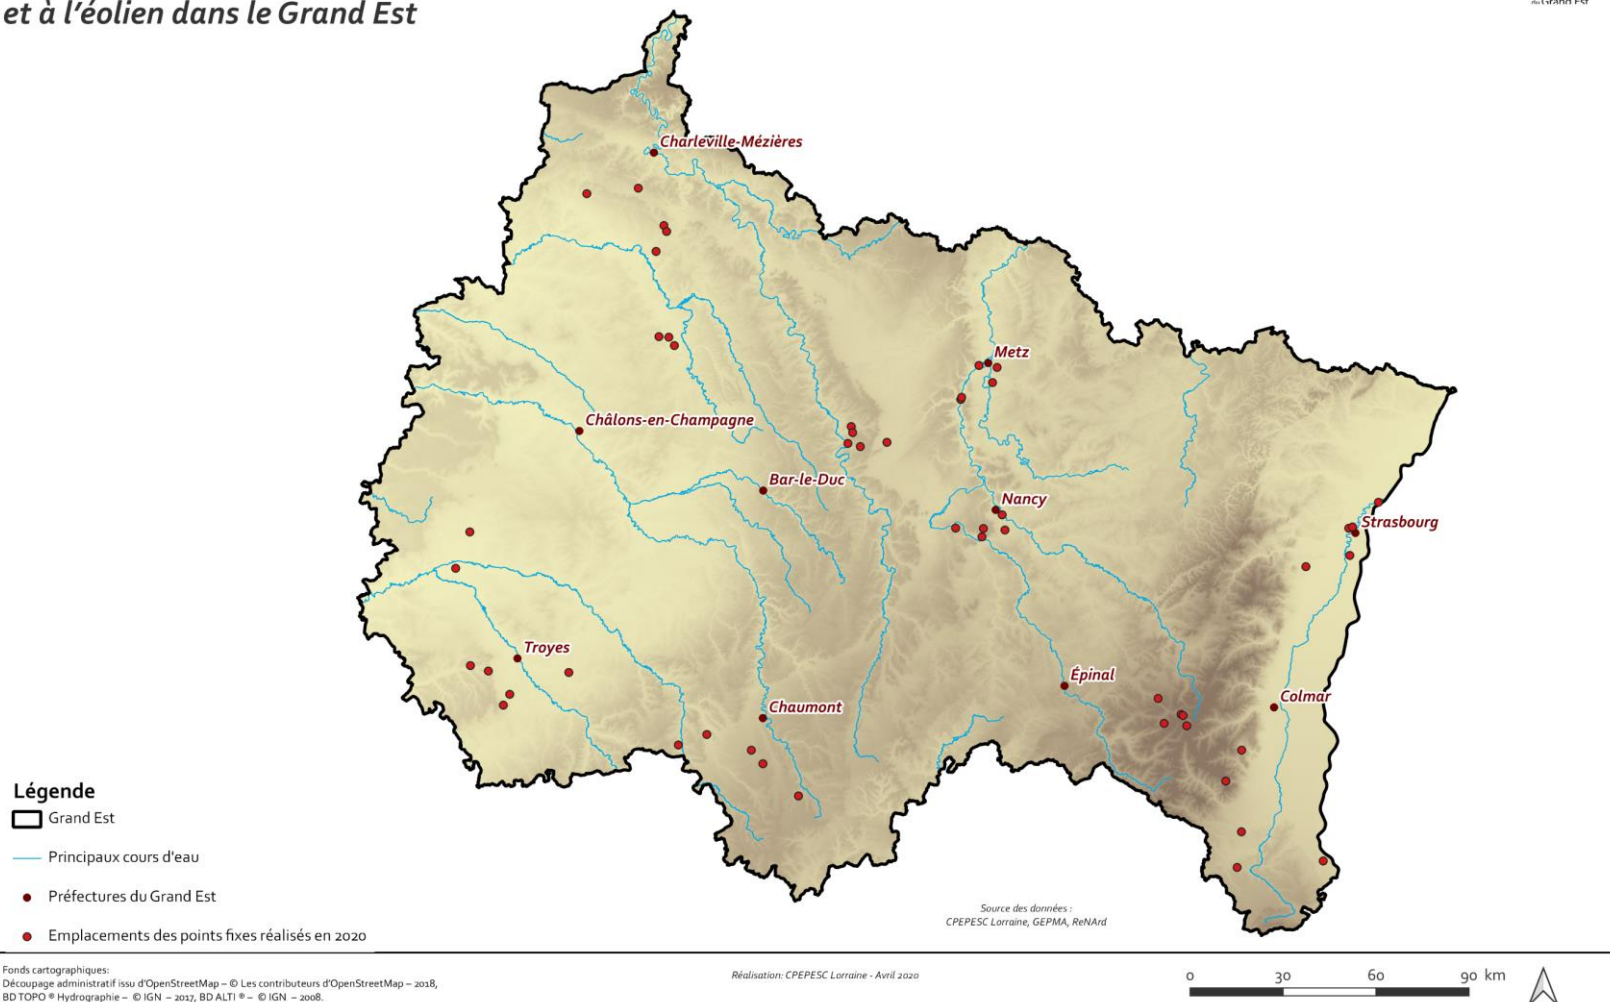 et à l'éolien dans le Grand Est
du Grand Est
Charleville-Mézières
Metz
Châlons-en-Champagne
Bar-le-Duc
Nancy
Strasbourg
Troyes
Épinal
Colmar
Chaumont
Légende
Grand Est
Principaux cours d'eau
Préfectures du Grand Est
Emplacements des points fixes réalisés en 2020
Source des données :
CPEPESC Lorraine, GEPMA, ReNArd
Fonds cartographiques:
Découpage administratif issu d'OpenStreetMap – © Les contributeurs d'OpenStreetMap – 2018,
BD TOPO ® Hydrographie – © IGN – 2017, BD ALTI ® – © IGN – 2008.
Réalisation: CPEPESC Lorraine - Avril 2020
0 30 60 90 km